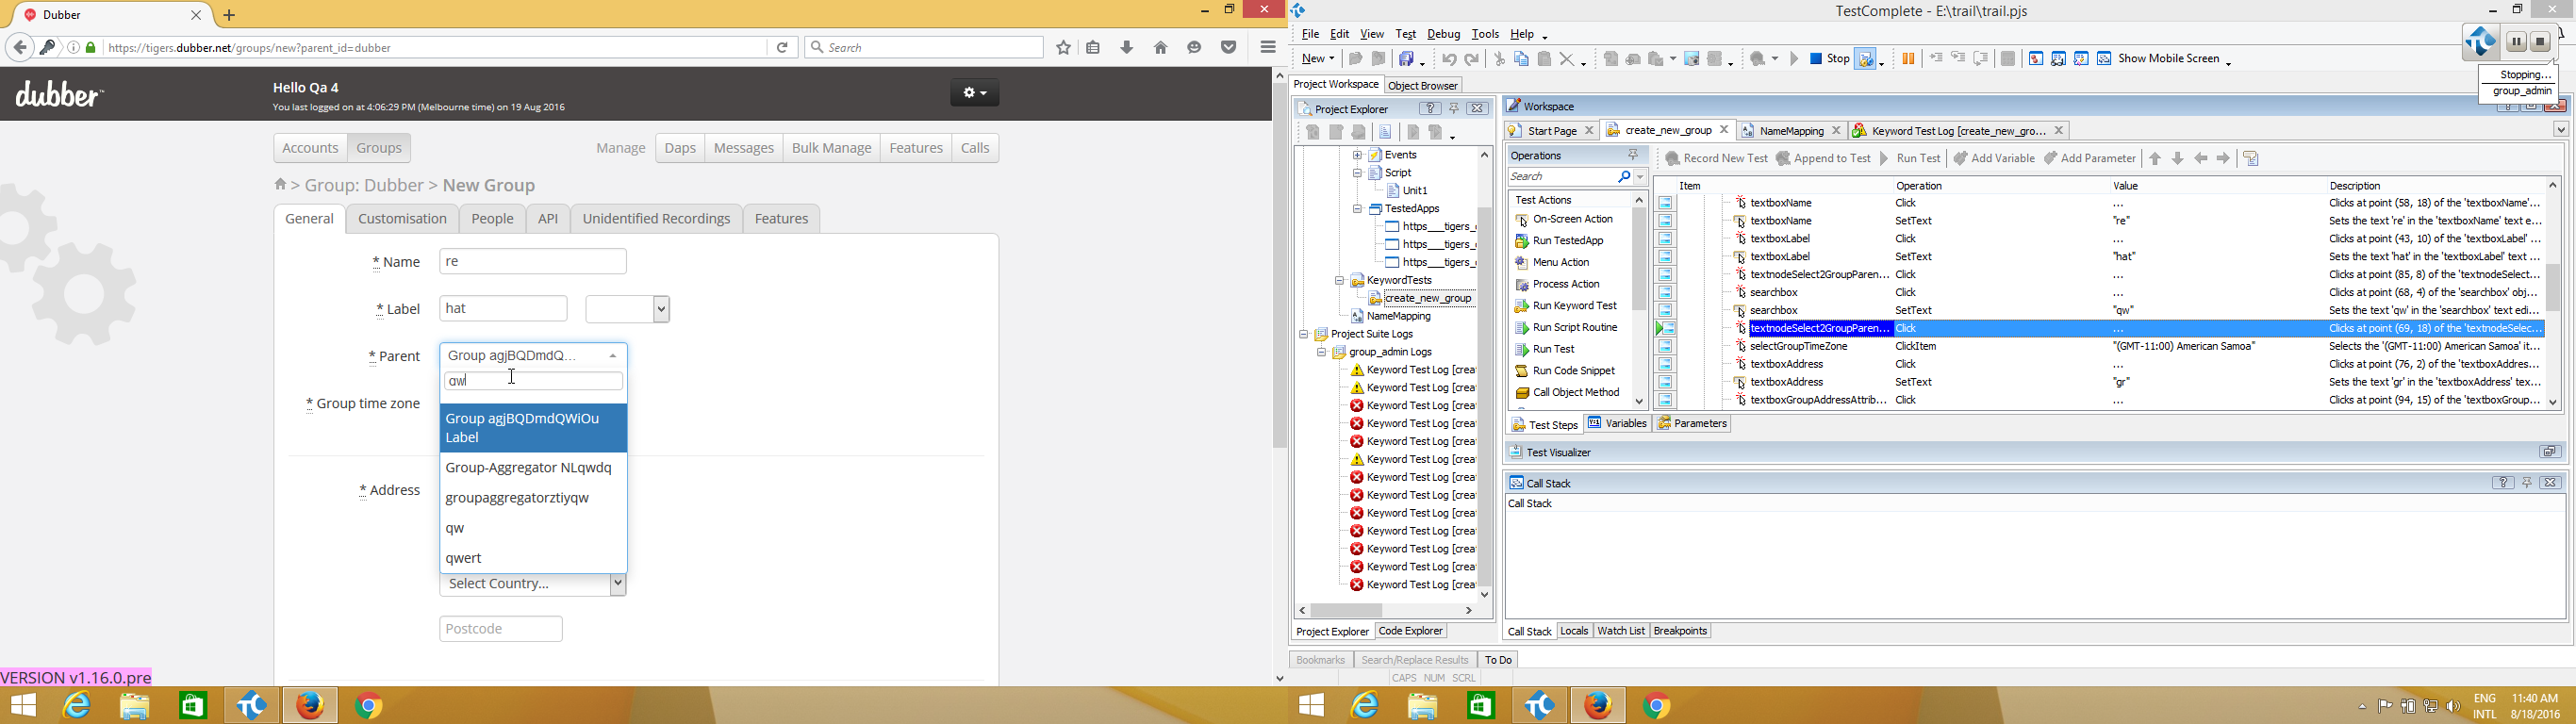 Dubber
https://tigers.dubber.net/groups/new?parent_id=dubber
Search
dubber
Hello Qa 4
You last logged on at 4:06:29 PM (Melbourne time) on 19 Aug 2016
Accounts
Groups
Manage
Daps
Messages
Bulk Manage
Features
Calls
> Group: Dubber > New Group
General
Customisation
People
API
Unidentified Recordings
Features
* Name
re
* Label
hat
* Parent
Group agjBQDmdQ...
qw
Group agjBQDmdQWiOu
Label
Group-Aggregator NLqwdq
groupaggregatorztiyqw
qw
qwert
* Group time zone
* Address
Select Country...
Postcode
VERSION v1.16.0.pre
TestComplete - E:\trail\trail.pjs
File
Edit
View
Test
Debug
Tools
Help
New
Stop
Show Mobile Screen
Stopping...
group_admin
Project Workspace
Object Browser
Project Explorer
Events
Script
Unit1
TestedApps
https___tigers_
https___tigers_
https___tigers_
KeywordTests
create_new_group
NameMapping
Project Suite Logs
group_admin Logs
Keyword Test Log [crea
Keyword Test Log [crea
Keyword Test Log [crea
Keyword Test Log [crea
Keyword Test Log [crea
Keyword Test Log [crea
Keyword Test Log [crea
Keyword Test Log [crea
Keyword Test Log [crea
Keyword Test Log [crea
Keyword Test Log [crea
Keyword Test Log [crea
Keyword Test Log [crea
Project Explorer
Code Explorer
Workspace
Start Page
create_new_group
NameMapping
Keyword Test Log [create_new_gro...
Operations
Search
Test Actions
On-Screen Action
Run TestedApp
Menu Action
Process Action
Run Keyword Test
Run Script Routine
Run Test
Run Code Snippet
Call Object Method
Record New Test
Append to Test
Run Test
Add Variable
Add Parameter
Item Operation Value Description
textboxName Click ... Clicks at point (58, 18) of the 'textboxName'...
textboxName SetText "re" Sets the text 're' in the 'textboxName' text e...
textboxLabel Click ... Clicks at point (43, 10) of the 'textboxLabel' ...
textboxLabel SetText "hat" Sets the text 'hat' in the 'textboxLabel' text ...
textnodeSelect2GroupParen... Click ... Clicks at point (85, 8) of the 'textnodeSelect...
searchbox Click ... Clicks at point (68, 4) of the 'searchbox' obj...
searchbox SetText "qw" Sets the text 'qw' in the 'searchbox' text edi...
textnodeSelect2GroupParen... Click ... Clicks at point (69, 18) of the 'textnodeSelec...
selectGroupTimeZone ClickItem "(GMT-11:00) American Samoa" Selects the '(GMT-11:00) American Samoa' it...
textboxAddress Click ... Clicks at point (76, 2) of the 'textboxAddres...
textboxAddress SetText "gr" Sets the text 'gr' in the 'textboxAddress' tex...
textboxGroupAddressAttrib... Click ... Clicks at point (94, 15) of the 'textboxGroup...
Test Steps
Variables
Parameters
Test Visualizer
Call Stack
Call Stack
Call Stack
Locals
Watch List
Breakpoints
Bookmarks
Search/Replace Results
To Do
CAPS NUM SCRL
ENG
INTL
11:40 AM
8/18/2016